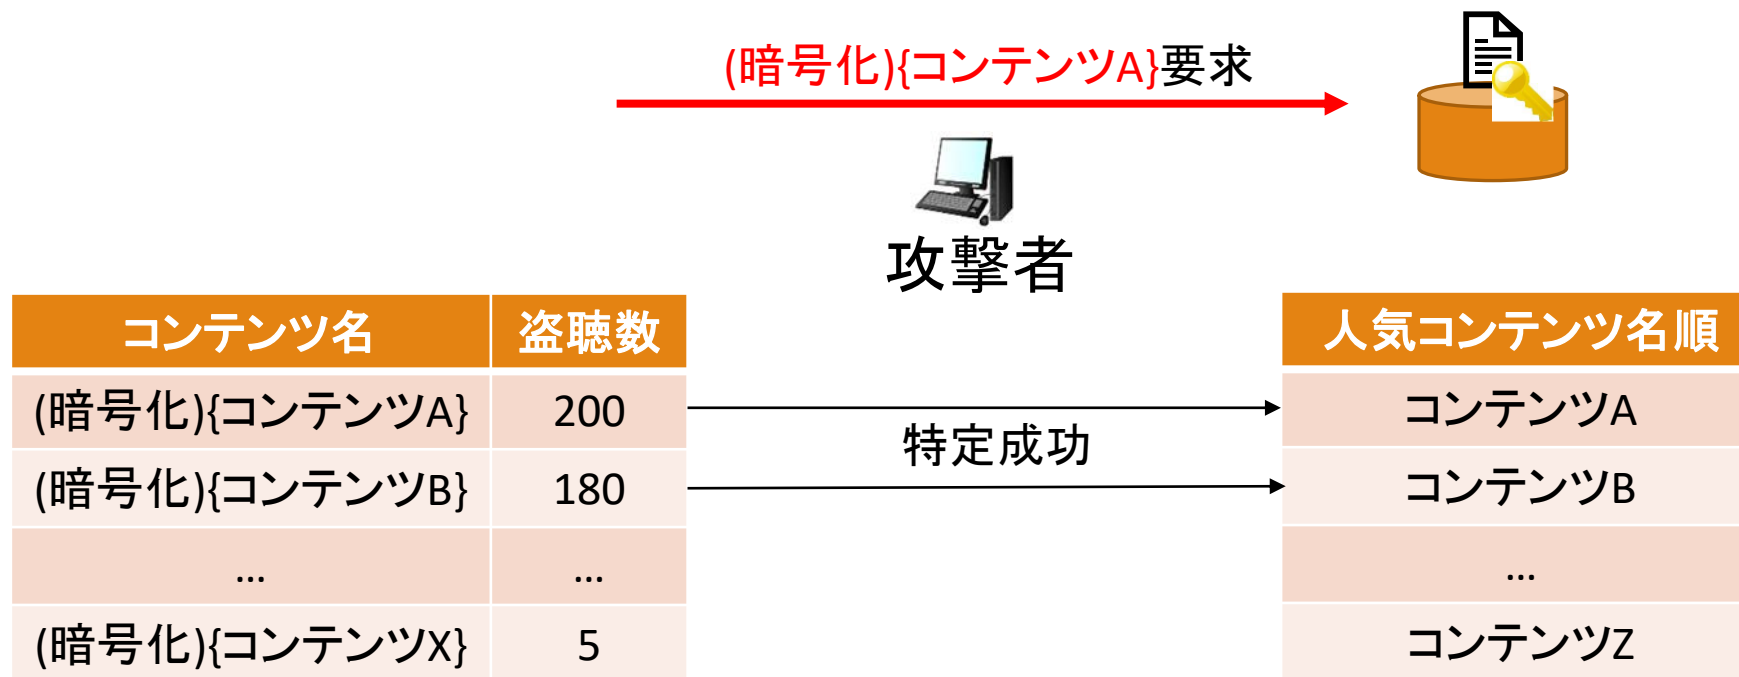 (暗号化){コンテンツA}要求
攻撃者
コンテンツ名 盗聴数
(暗号化){コンテンツA} 200
(暗号化){コンテンツB} 180
... ...
(暗号化){コンテンツX} 5
特定成功
人気コンテンツ名順
コンテンツA
コンテンツB
...
コンテンツZ